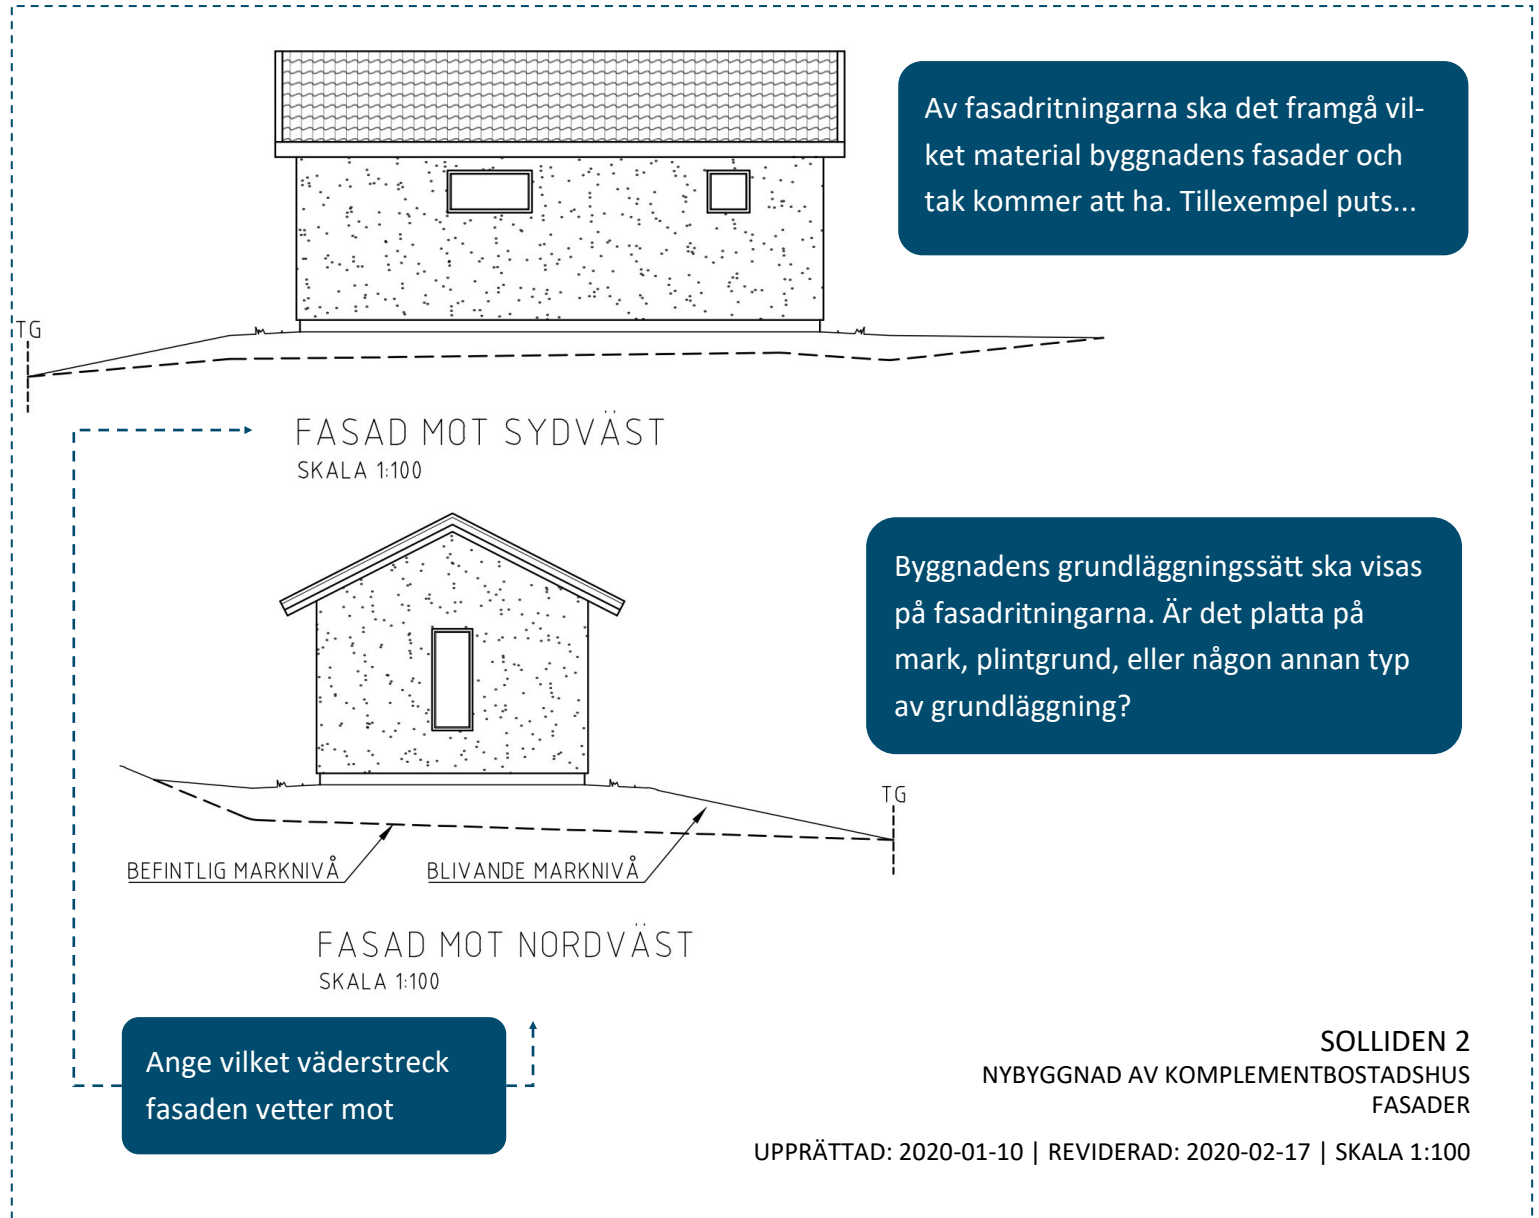 Av fasadritningarna ska det framgå vil-
ket material byggnadens fasader och
tak kommer att ha. Tillexempel puts...
TG
FASAD MOT SYDVÄST
SKALA 1:100
Byggnadens grundläggningssätt ska visas
på fasadritningarna. Är det platta på
mark, plintgrund, eller någon annan typ
av grundläggning?
TG
BEFINTLIG MARKNIVÅ
BLIVANDE MARKNIVÅ
FASAD MOT NORDVÄST
SKALA 1:100
Ange vilket väderstreck
fasaden vetter mot
SOLLIDEN 2
NYBYGGNAD AV KOMPLEMENTBOSTADSHUS
FASADER
UPPRÄTTAD: 2020-01-10 | REVIDERAD: 2020-02-17 | SKALA 1:100